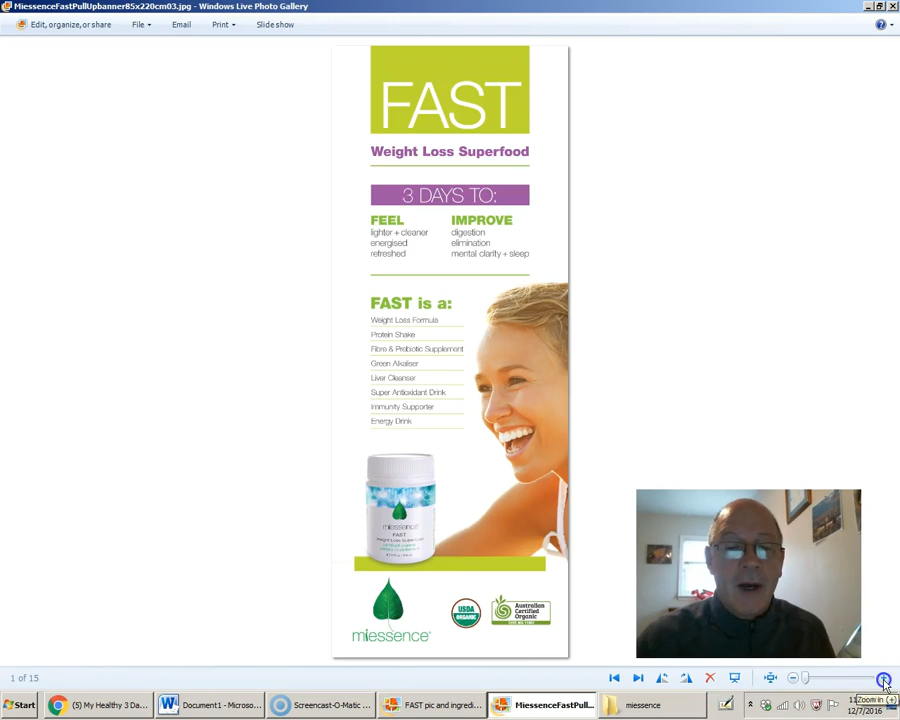 MiessenceFastPullUpbanner85x220cm03.jpg - Windows Live Photo Gallery
Edit, organize, or share File Email Print Slide show
FAST
Weight Loss Superfood
3 DAYS TO:
FEEL
lighter + cleaner
energised
refreshed
IMPROVE
digestion
elimination
mental clarity + sleep
FAST is a:
Weight Loss Formula
Protein Shake
Fibre & Prebiotic Supplement
Green Alkaliser
Liver Cleanser
Super Antioxidant Drink
Immunity Supporter
Energy Drink
miessence
FAST
Weight Loss Superfood
miessence
USDA
ORGANIC
Australian
Certified
Organic
1 of 15
Zoom in (+)
Start
(5) My Healthy 3 Da...
Document1 - Microso...
Screencast-O-Matic ...
FAST pic and ingredi...
MiessenceFastPull...
miessence
12/7/2016